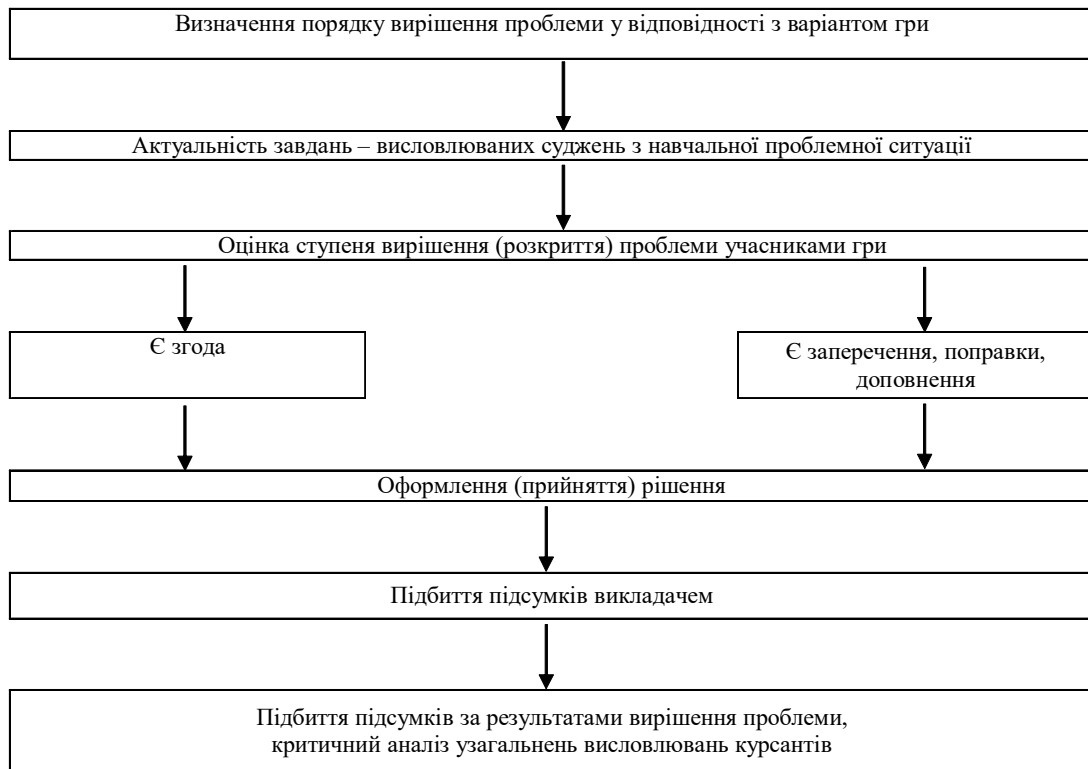 Визначення порядку вирішення проблеми у відповідності з варіантом гри
Актуальність завдань – висловлюваних суджень з навчальної проблемної ситуації
Оцінка ступеня вирішення (розкриття) проблеми учасниками гри
Є згода
Є заперечення, поправки,
доповнення
Оформлення (прийняття) рішення
Підбиття підсумків викладачем
Підбиття підсумків за результатами вирішення проблеми,
критичний аналіз узагальнень висловлювань курсантів